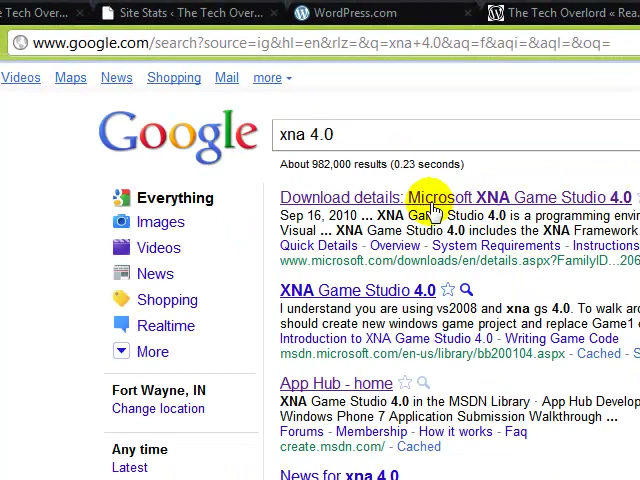 The Tech Over... Site Stats ‹ The Tech Over... WordPress.com The Tech Overlord « Rea
www.google.com/search?source=ig&hl=en&rlz=&q=xna+4.0&aq=f&aqi=&aql=&oq=
Videos Maps News Shopping Mail more
Google
xna 4.0
About 982,000 results (0.23 seconds)
Everything
Images
Videos
News
Shopping
Realtime
More
Fort Wayne, IN
Change location
Any time
Latest
Download details: Microsoft XNA Game Studio 4.0
Sep 16, 2010 ... XNA Game Studio 4.0 is a programming envir
Visual ... XNA Game Studio 4.0 includes the XNA Framework
Quick Details - Overview - System Requirements - Instructions
www.microsoft.com/downloads/en/details.aspx?FamilyID...206
XNA Game Studio 4.0
I understand you are using vs2008 and xna gs 4.0. To walk arc
should create new windows game project and replace Game1 c
Introduction to XNA Game Studio 4.0 - Writing Game Code
msdn.microsoft.com/en-us/library/bb200104.aspx - Cached - S
App Hub - home
XNA Game Studio 4.0 in the MSDN Library · App Hub Develop
Windows Phone 7 Application Submission Walkthrough ...
Forums - Membership - How it works - Faq
create.msdn.com/ - Cached
News for xna 4.0